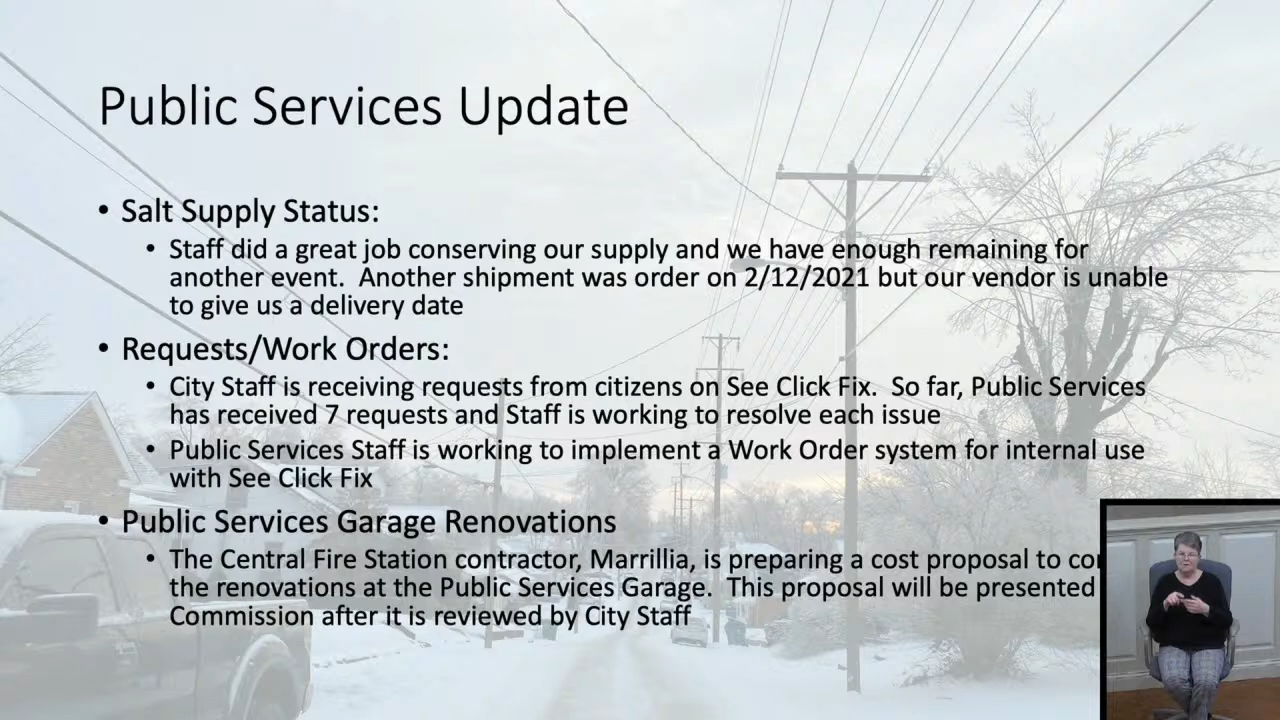 Public Services Update
• Salt Supply Status:
• Staff did a great job conserving our supply and we have enough remaining for
another event. Another shipment was order on 2/12/2021 but our vendor is unable
to give us a delivery date
• Requests/Work Orders:
• City Staff is receiving requests from citizens on See Click Fix. So far, Public Services
has received 7 requests and Staff is working to resolve each issue
• Public Services Staff is working to implement a Work Order system for internal use
with See Click Fix
• Public Services Garage Renovations
• The Central Fire Station contractor, Marrillia, is preparing a cost proposal to
the renovations at the Public Services Garage. This proposal will be presented
Commission after it is reviewed by City Staff